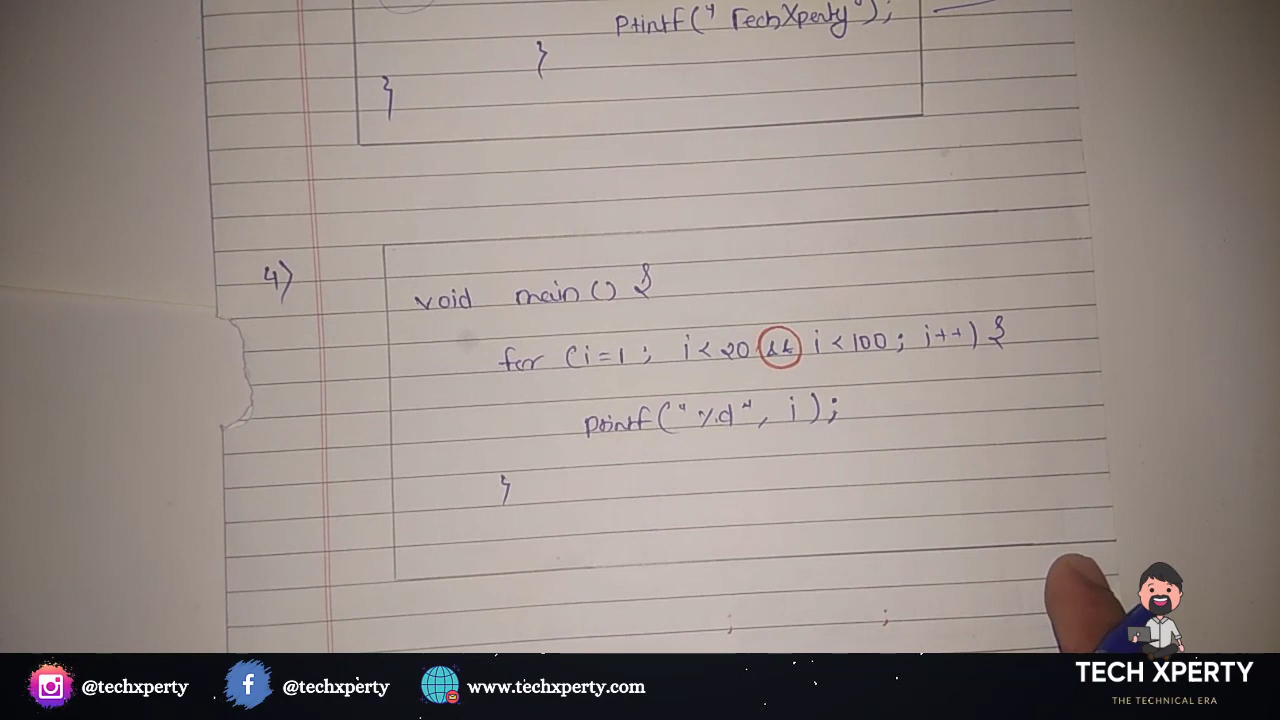 printf(" TechXperty");
}
}
4)
void main() {
for (i=1; i<20 && i<100; i++) {
printf("%d", i);
}
; ;
@techxperty @techxperty www.techxperty.com
TECH XPERTY
THE TECHNICAL ERA